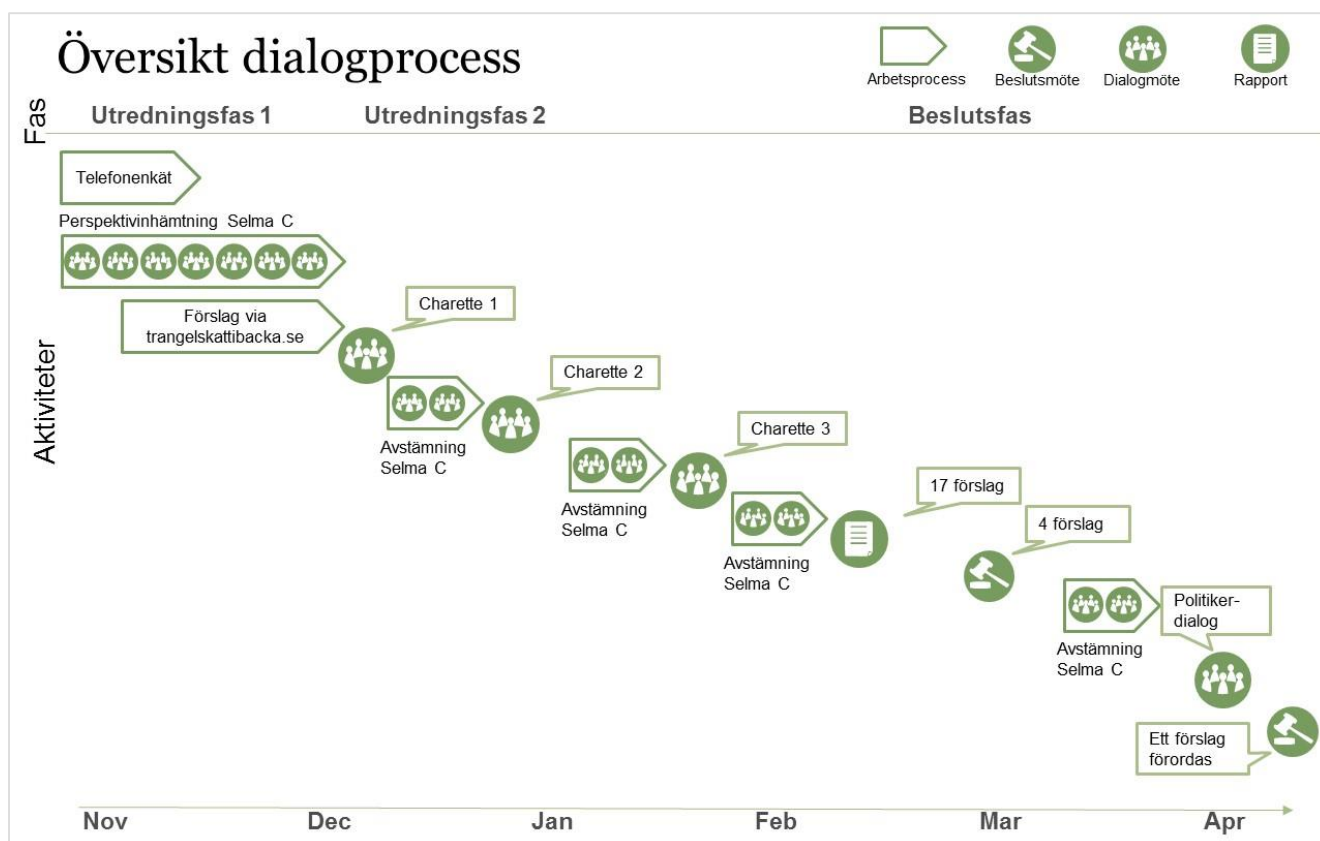 Översikt dialogprocess
Arbetsprocess
Beslutsmöte
Dialogmöte
Rapport
Fas
Utredningsfas 1
Utredningsfas 2
Beslutsfas
Aktiviteter
Telefonenkät
Perspektivinhämtning Selma C
Förslag via
trangelskattibacka.se
Charette 1
Avstämning
Selma C
Charette 2
Avstämning
Selma C
Charette 3
Avstämning
Selma C
17 förslag
4 förslag
Avstämning
Selma C
Politiker-
dialog
Ett förslag
förordas
Nov
Dec
Jan
Feb
Mar
Apr